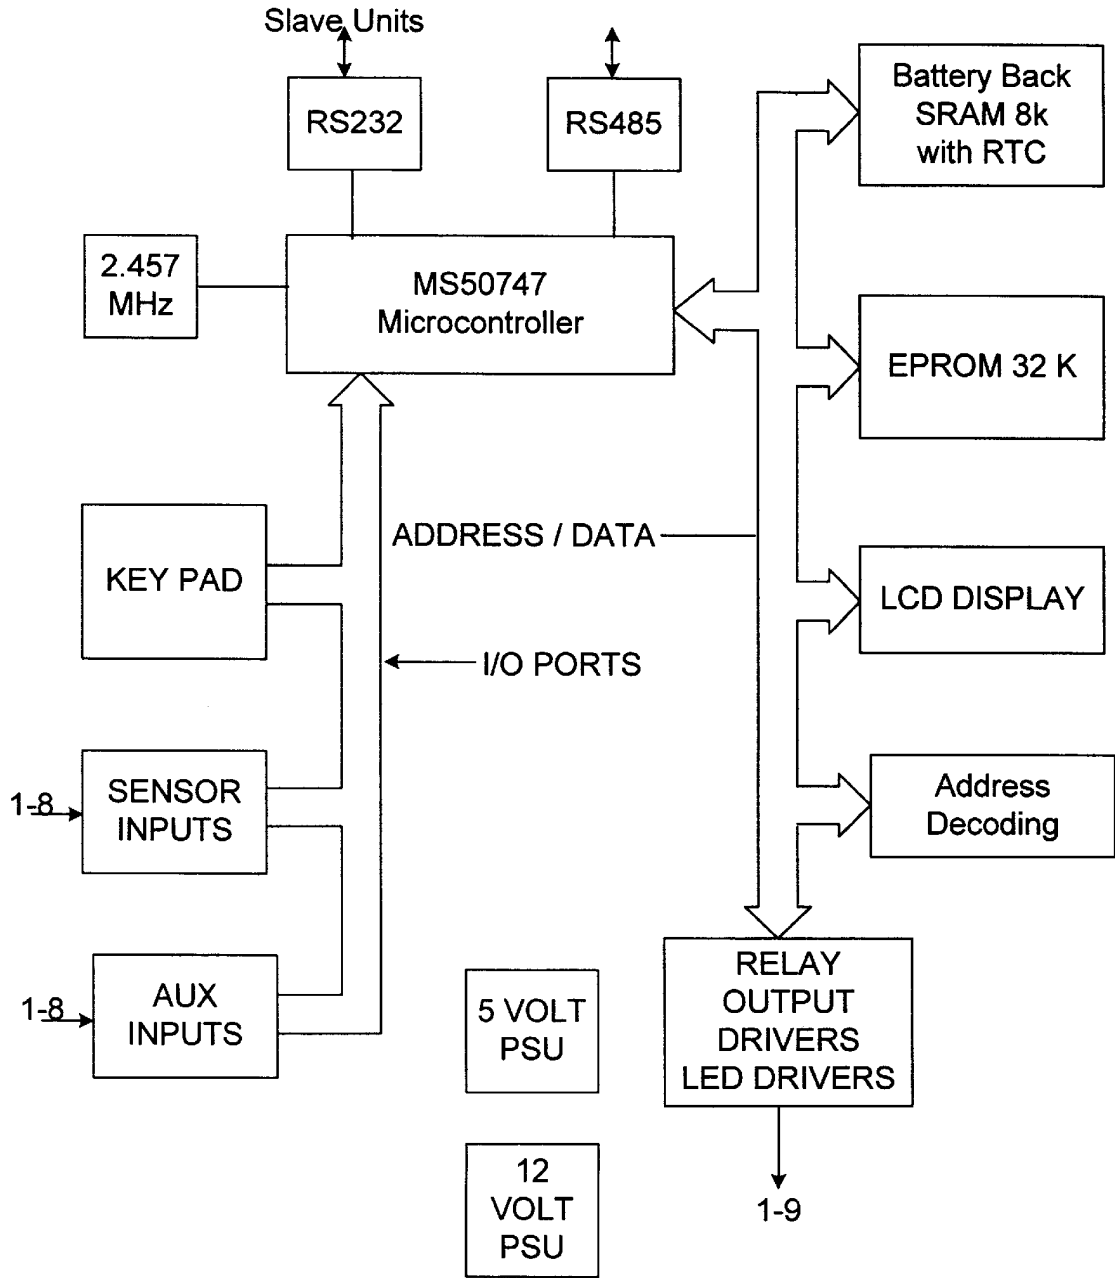 Slave Units
RS232
RS485
Battery Back
SRAM 8k
with RTC
2.457
MHz
MS50747
Microcontroller
EPROM 32 K
ADDRESS / DATA
KEY PAD
LCD DISPLAY
I/O PORTS
1-8
SENSOR
INPUTS
Address
Decoding
1-8
AUX
INPUTS
5 VOLT
PSU
RELAY
OUTPUT
DRIVERS
LED DRIVERS
12
VOLT
PSU
1-9